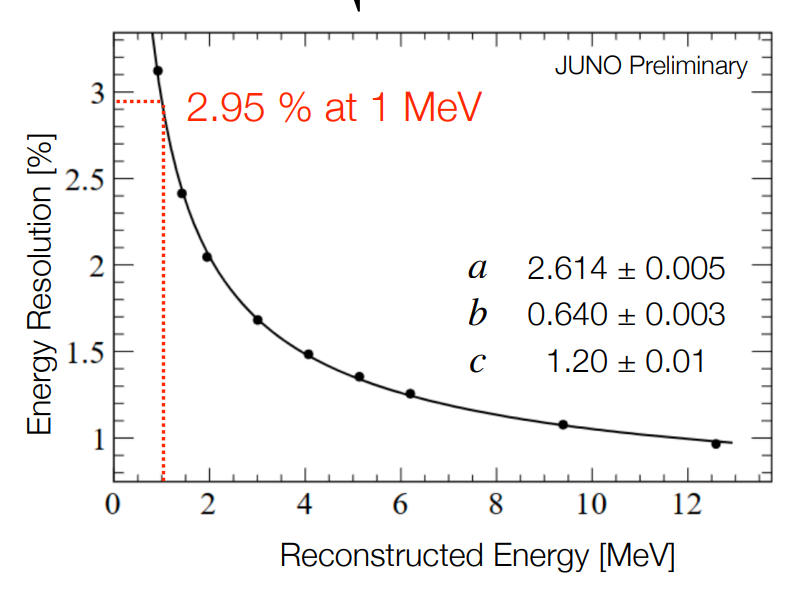 JUNO Preliminary
2.95 % at 1 MeV
Energy Resolution [%]
3
2.5
2
1.5
1
a 2.614 ± 0.005
b 0.640 ± 0.003
c 1.20 ± 0.01
0 2 4 6 8 10 12
Reconstructed Energy [MeV]